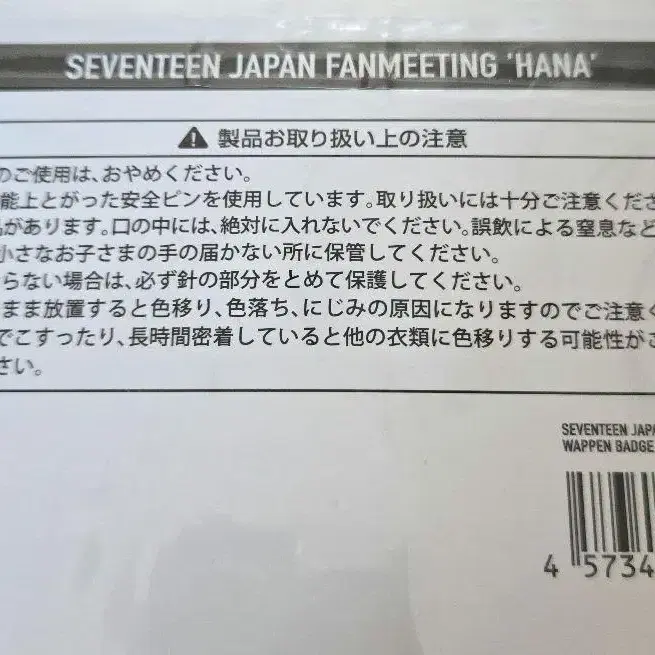 SEVENTEEN JAPAN FANMEETING 'HANA'
製品お取り扱い上の注意
のご使用は、おやめください。
能上とがった安全ピンを使用しています。取り扱いには十分ご注意くださ
があります。口の中には、絶対に入れないでください。誤飲による窒息など
小さなお子さまの手の届かない所に保管してください。
らない場合は、必ず針の部分をとめて保護してください。
まま放置すると色移り、色落ち、にじみの原因になりますのでご注意く
でこすったり、長時間密着していると他の衣類に色移りする可能性がご
さい。
SEVENTEEN JAPA
WAPPEN BADGE
4 5734